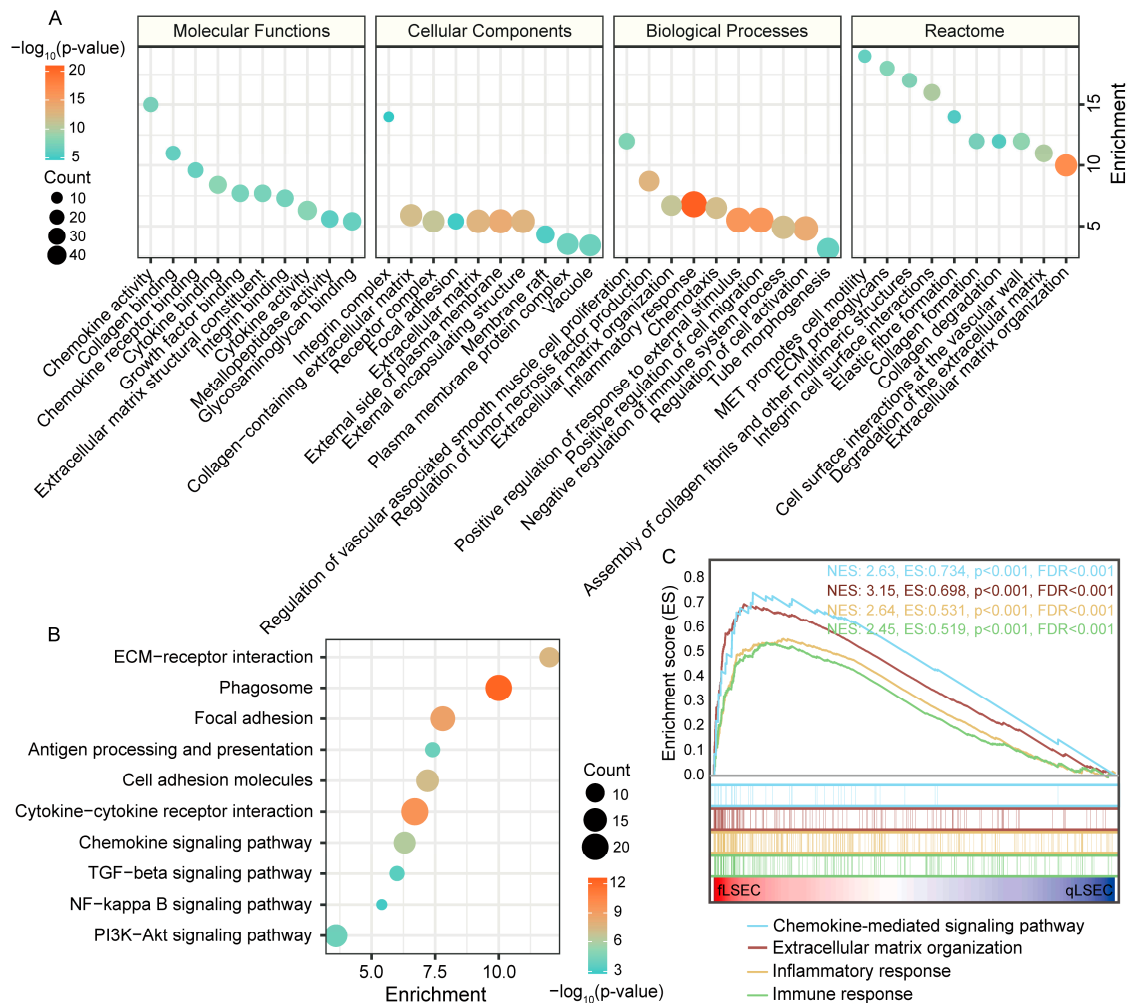 A
Molecular Functions
Cellular Components
Biological Processes
Reactome
−log10(p-value)
20
15
10
5
Count
10
20
30
40
15
10
5
Enrichment
Chemokine activity
Collagen binding
Chemokine receptor binding
Cytokine binding
Growth factor binding
Extracellular matrix structural constituent
Integrin binding
Cytokine activity
Metallopeptidase activity
Glycosaminoglycan binding
Integrin complex
Collagen−containing extracellular matrix
Receptor complex
Focal adhesion
Extracellular matrix
External side of plasma membrane
External encapsulating structure
Membrane raft
Plasma membrane protein complex
Vacuole
Regulation of vascular associated smooth muscle cell proliferation
Regulation of tumor necrosis factor production
Extracellular matrix organization
Inflammatory response
Chemotaxis
Positive regulation of response to external stimulus
Positive regulation of cell migration
Negative regulation of immune system process
Regulation of cell activation
Tube morphogenesis
MET promotes cell motility
ECM proteoglycans
Assembly of collagen fibrils and other multimeric structures
Integrin cell surface interactions
Elastic fibre formation
Collagen formation
Collagen degradation
Cell surface interactions at the vascular wall
Degradation of the extracellular matrix
Extracellular matrix organization
B
ECM−receptor interaction
Phagosome
Focal adhesion
Antigen processing and presentation
Cell adhesion molecules
Cytokine−cytokine receptor interaction
Chemokine signaling pathway
TGF−beta signaling pathway
NF−kappa B signaling pathway
PI3K−Akt signaling pathway
5.0
7.5
10.0
Enrichment
Count
10
15
20
12
9
6
3
−log10(p-value)
C
NES: 2.63, ES:0.734, p<0.001, FDR<0.001
NES: 3.15, ES:0.698, p<0.001, FDR<0.001
NES: 2.64, ES:0.531, p<0.001, FDR<0.001
NES: 2.45, ES:0.519, p<0.001, FDR<0.001
Enrichment score (ES)
0.8
0.7
0.6
0.5
0.4
0.3
0.2
0.1
0.0
fLSEC
qLSEC
Chemokine-mediated signaling pathway
Extracellular matrix organization
Inflammatory response
Immune response